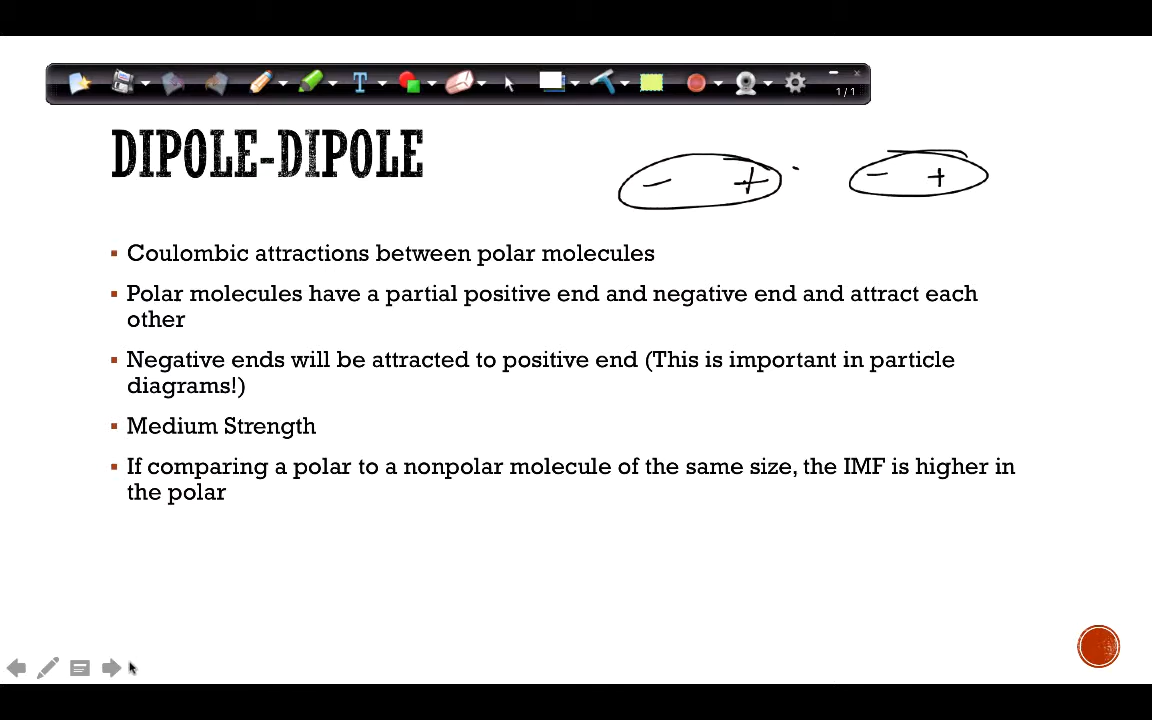 1 / 1
DIPOLE-DIPOLE
− + − +
▪ Coulombic attractions between polar molecules
▪ Polar molecules have a partial positive end and negative end and attract each
other
▪ Negative ends will be attracted to positive end (This is important in particle
diagrams!)
▪ Medium Strength
▪ If comparing a polar to a nonpolar molecule of the same size, the IMF is higher in
the polar